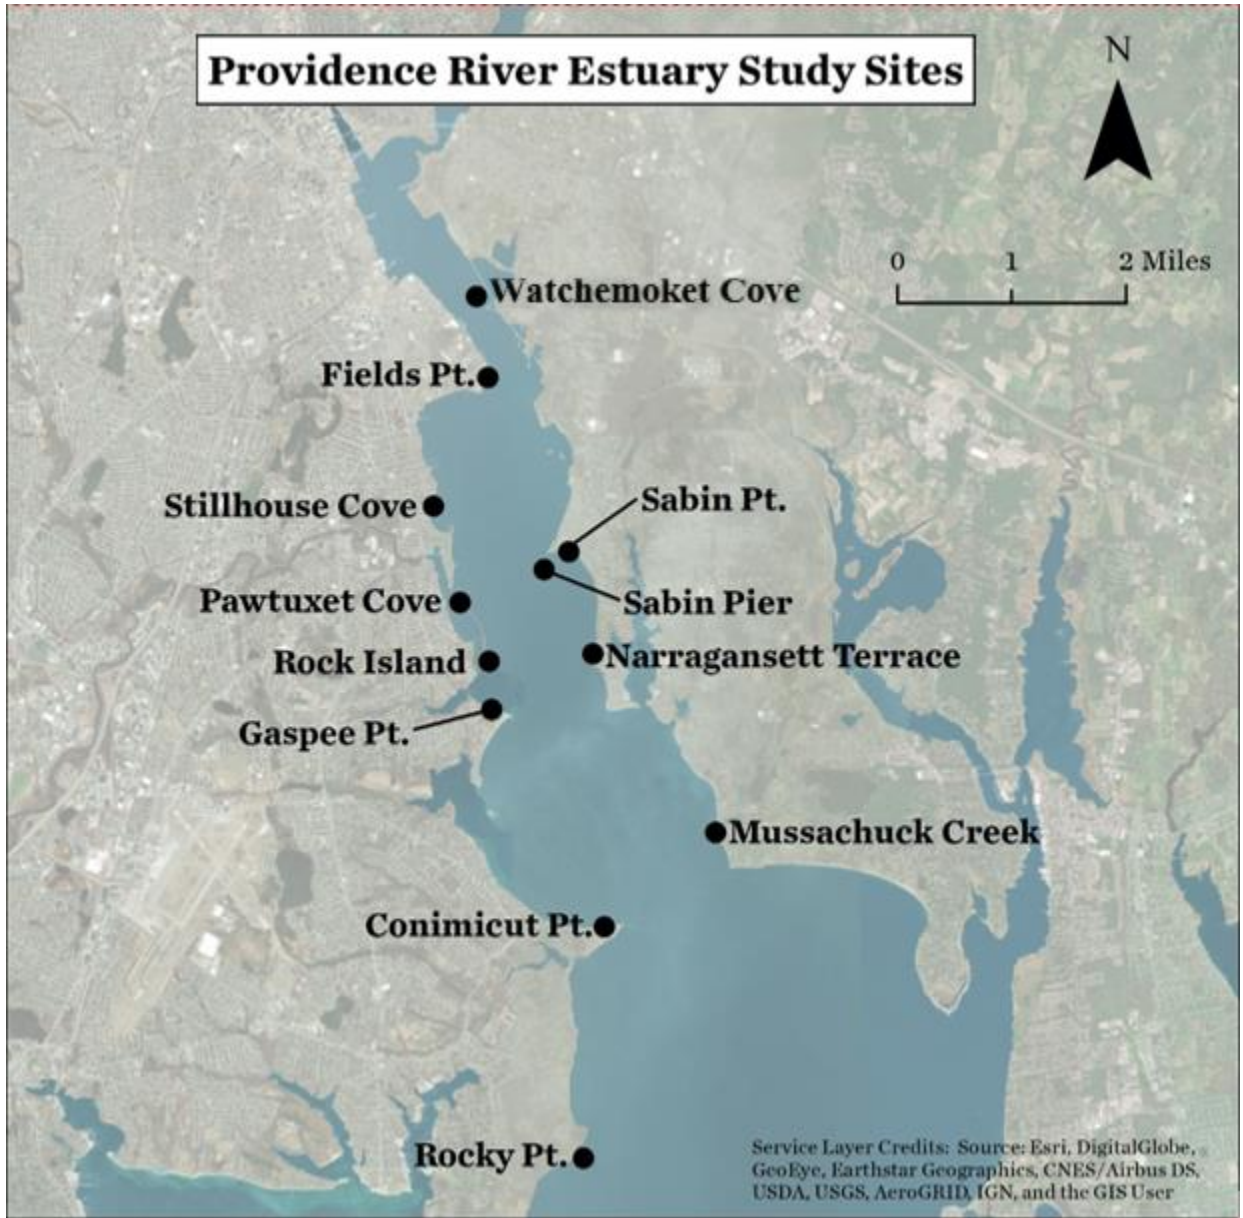 Providence River Estuary Study Sites
N
0 1 2 Miles
Watchemoket Cove
Fields Pt.
Stillhouse Cove
Sabin Pt.
Pawtuxet Cove
Sabin Pier
Rock Island
Narragansett Terrace
Gaspee Pt.
Mussachuck Creek
Conimicut Pt.
Rocky Pt.
Service Layer Credits: Source: Esri, DigitalGlobe,
GeoEye, Earthstar Geographics, CNES/Airbus DS,
USDA, USGS, AeroGRID, IGN, and the GIS User